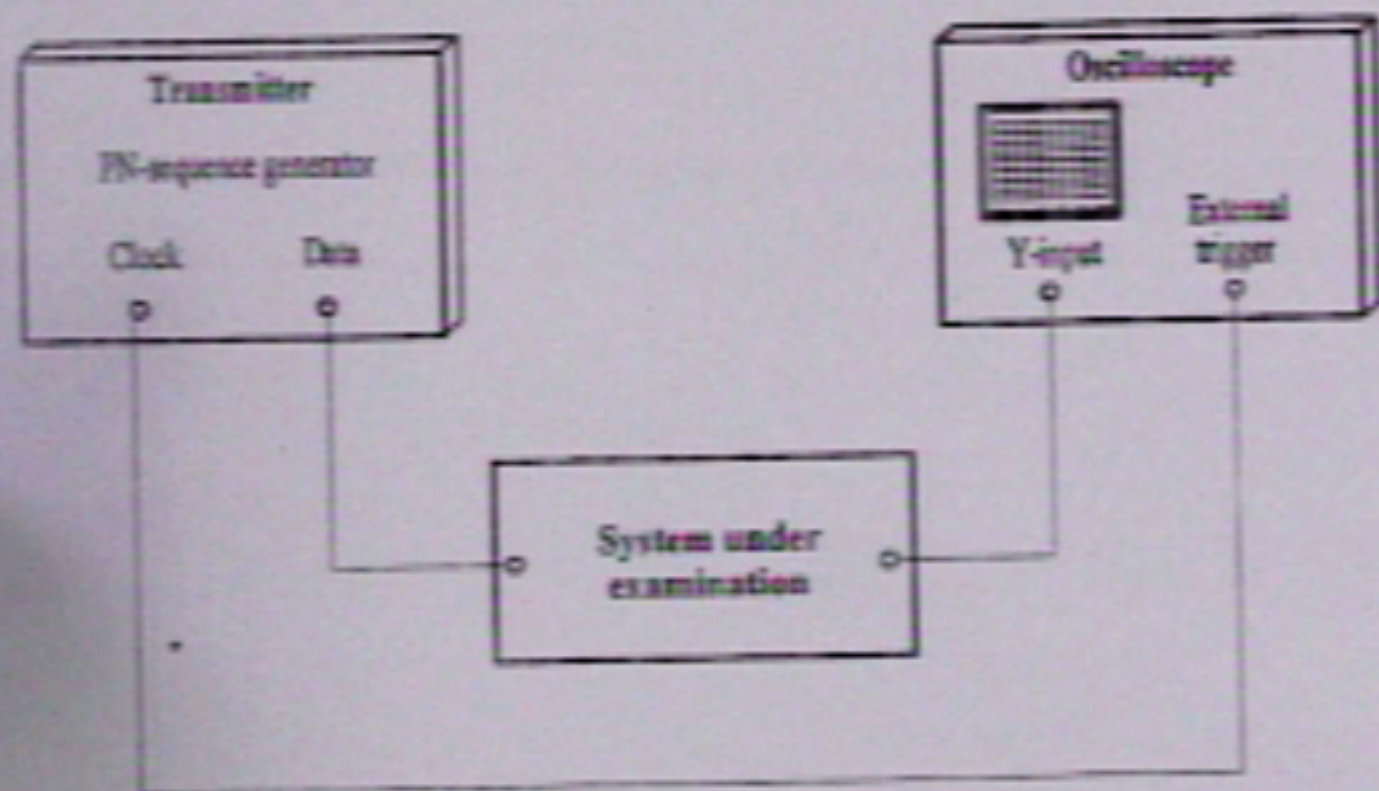 Transmitter
PN-sequence generator
Clock
Data
Oscilloscope
Y-input
External
trigger
System under
examination